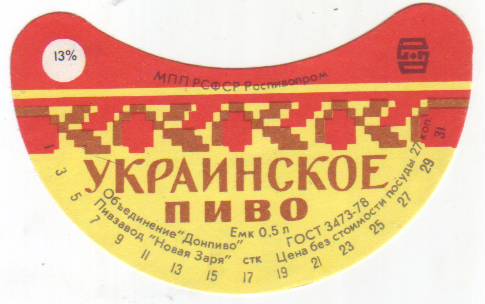 13%
МПП РСФСР Роспивопром
УКРАИНСКОЕ
ПИВО
Емк 0,5 л
Объединение "Донпиво"
Пивзавод "Новая Заря" стк
ГОСТ 3473-78
Цена без стоимости посуды 27 коп
1 3 5 7 9 11 13 15 17 19 21 23 25 27 29 31